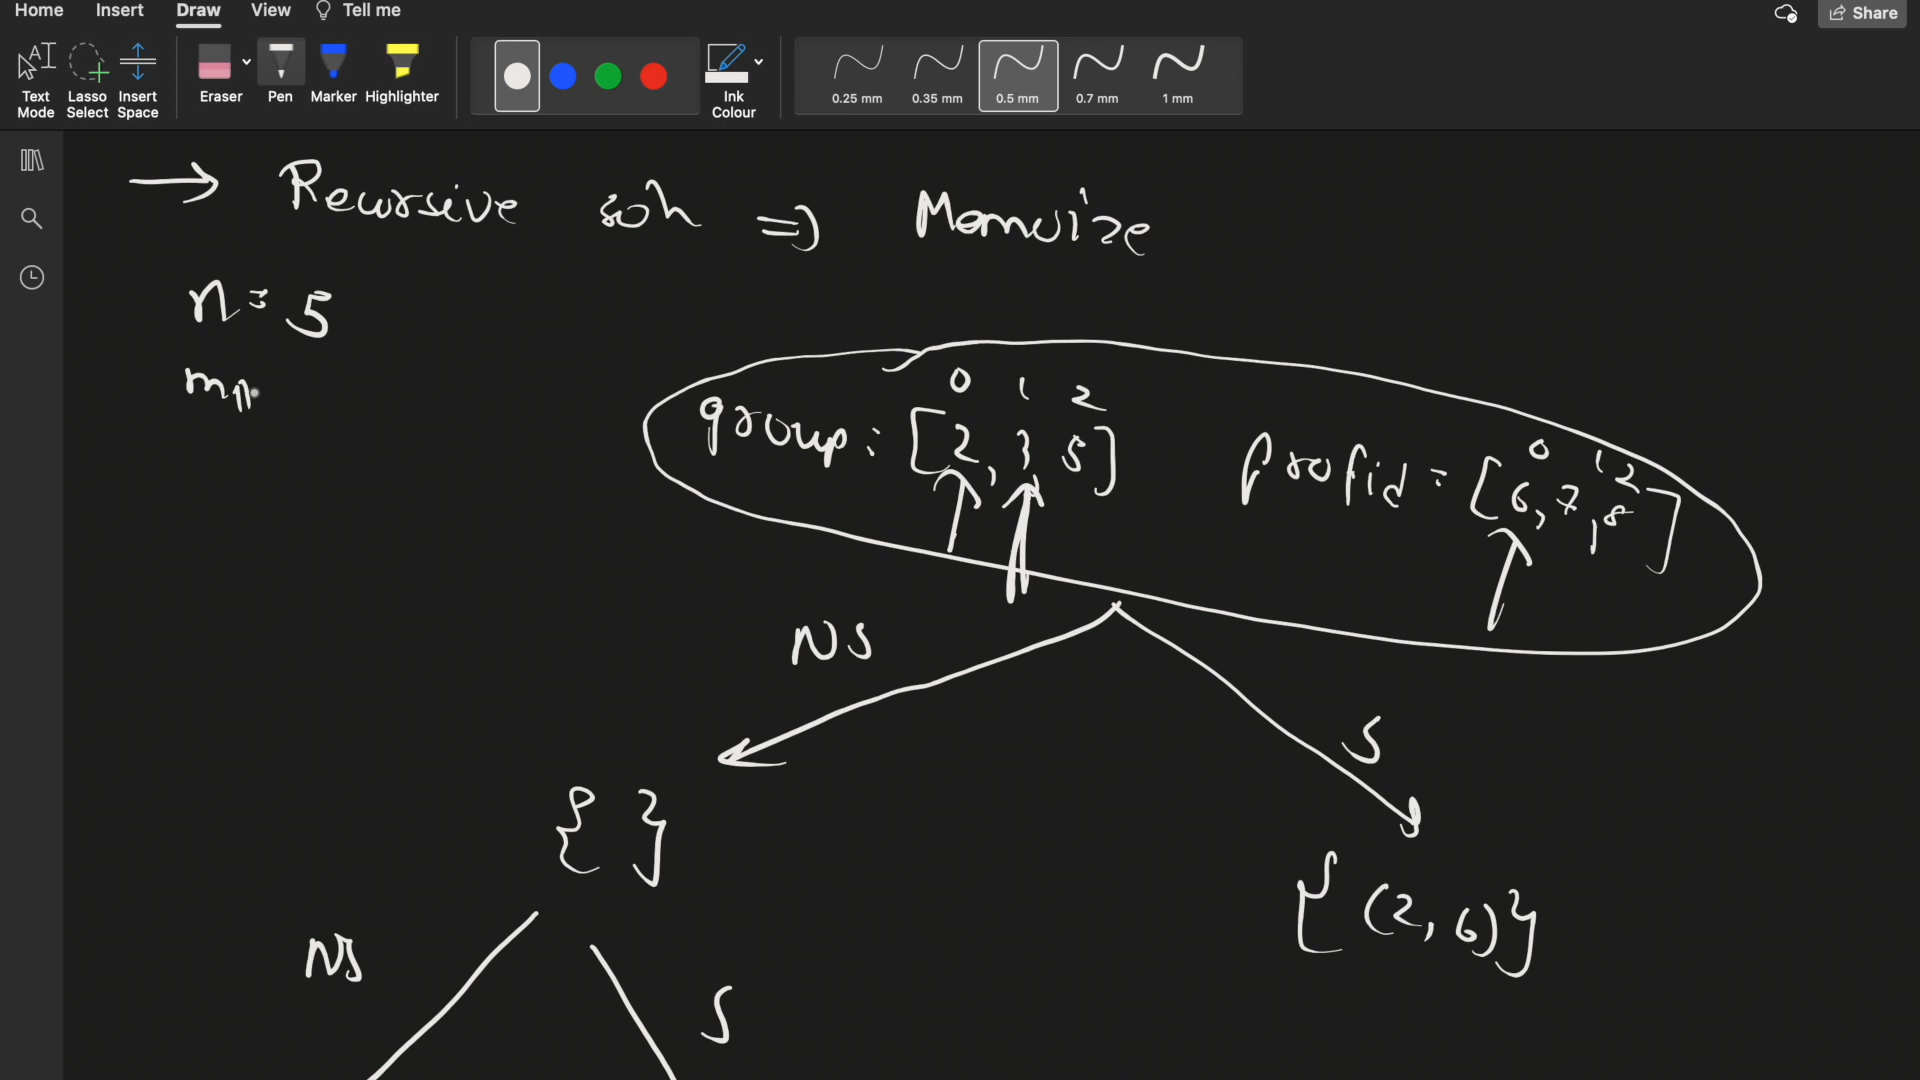 Home Insert Draw View Tell me Share
Text Mode Lasso Select Insert Space Eraser Pen Marker Highlighter Ink Colour 0.25 mm 0.35 mm 0.5 mm 0.7 mm 1 mm
→ Recursive soln => Memoize
n = 5
0 1 2
group: [2, 3 5]
0 1 2
profid = [6, 7, 8]
NS
S
{ }
{ (2, 6) }
NS
S